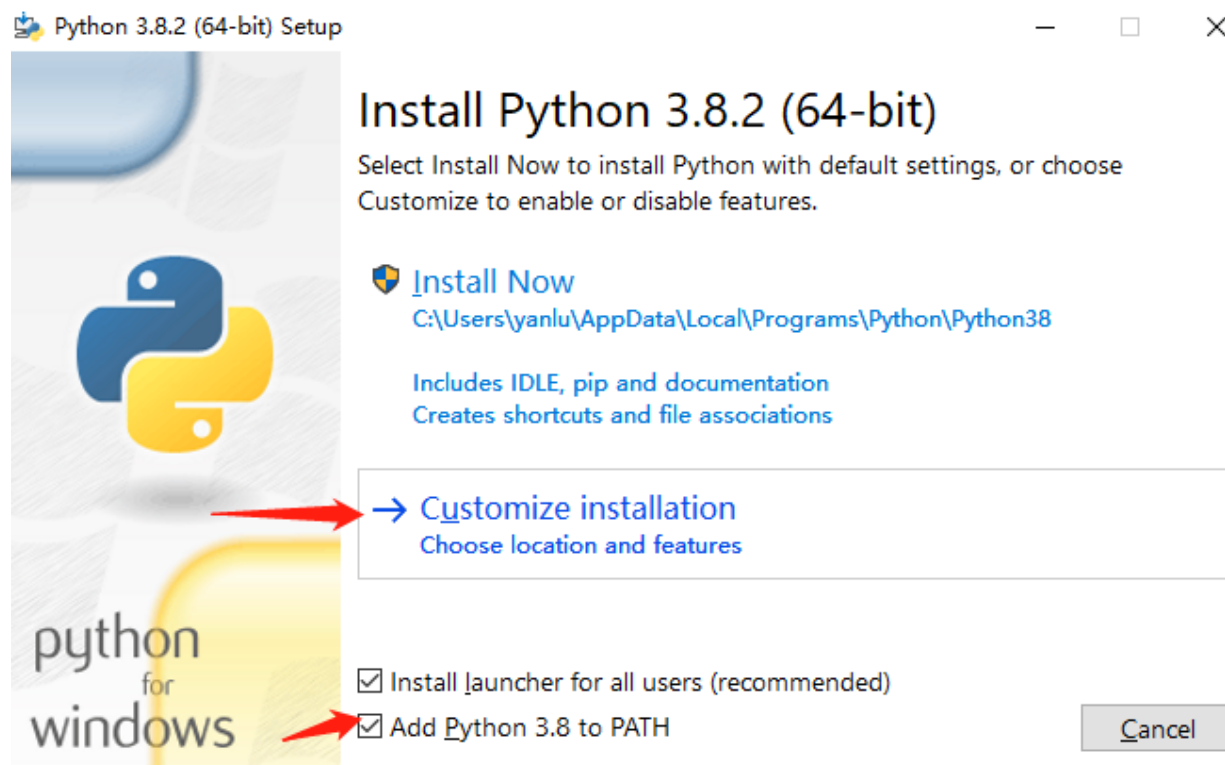 Python 3.8.2 (64-bit) Setup
Install Python 3.8.2 (64-bit)
Select Install Now to install Python with default settings, or choose
Customize to enable or disable features.
Install Now
C:\Users\yanlu\AppData\Local\Programs\Python\Python38
Includes IDLE, pip and documentation
Creates shortcuts and file associations
Customize installation
Choose location and features
python
for
windows
Install launcher for all users (recommended)
Add Python 3.8 to PATH
Cancel